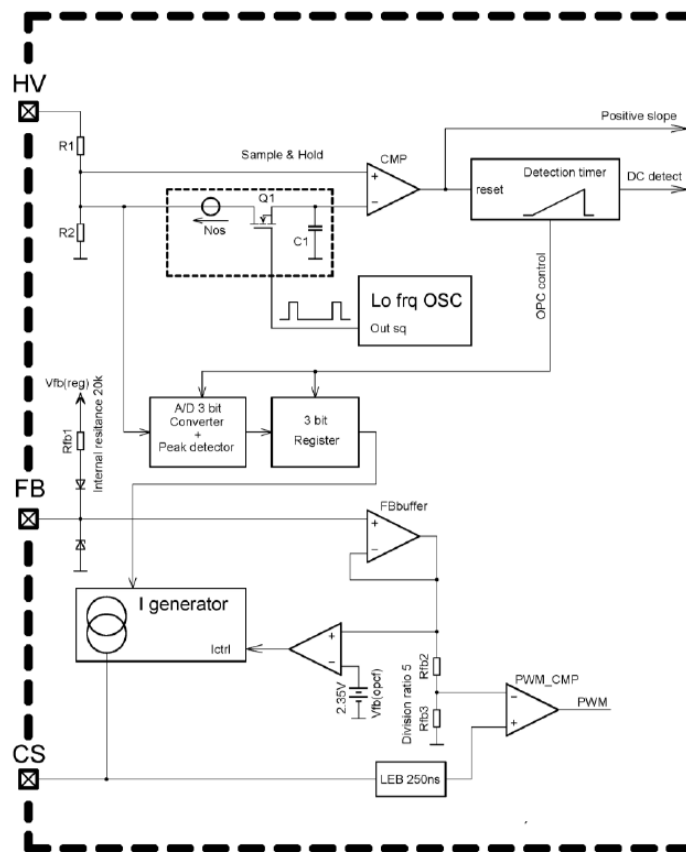 HV
Positive slope
R1
Sample & Hold
CMP
+
−
Detection timer
reset
DC detect
Q1
R2
Nos
C1
OPC control
Lo frq OSC
Out sq
Vfb(reg)
Rfb1
Internal resitance 20k
A/D 3 bit
Converter
+
Peak detector
3 bit
Register
FB
FBbuffer
+
−
I generator
Ictrl
+
−
2.35V
Vfb(opcf)
Division ratio 5
Rfb2
Rfb3
PWM_CMP
−
+
PWM
CS
LEB 250ns